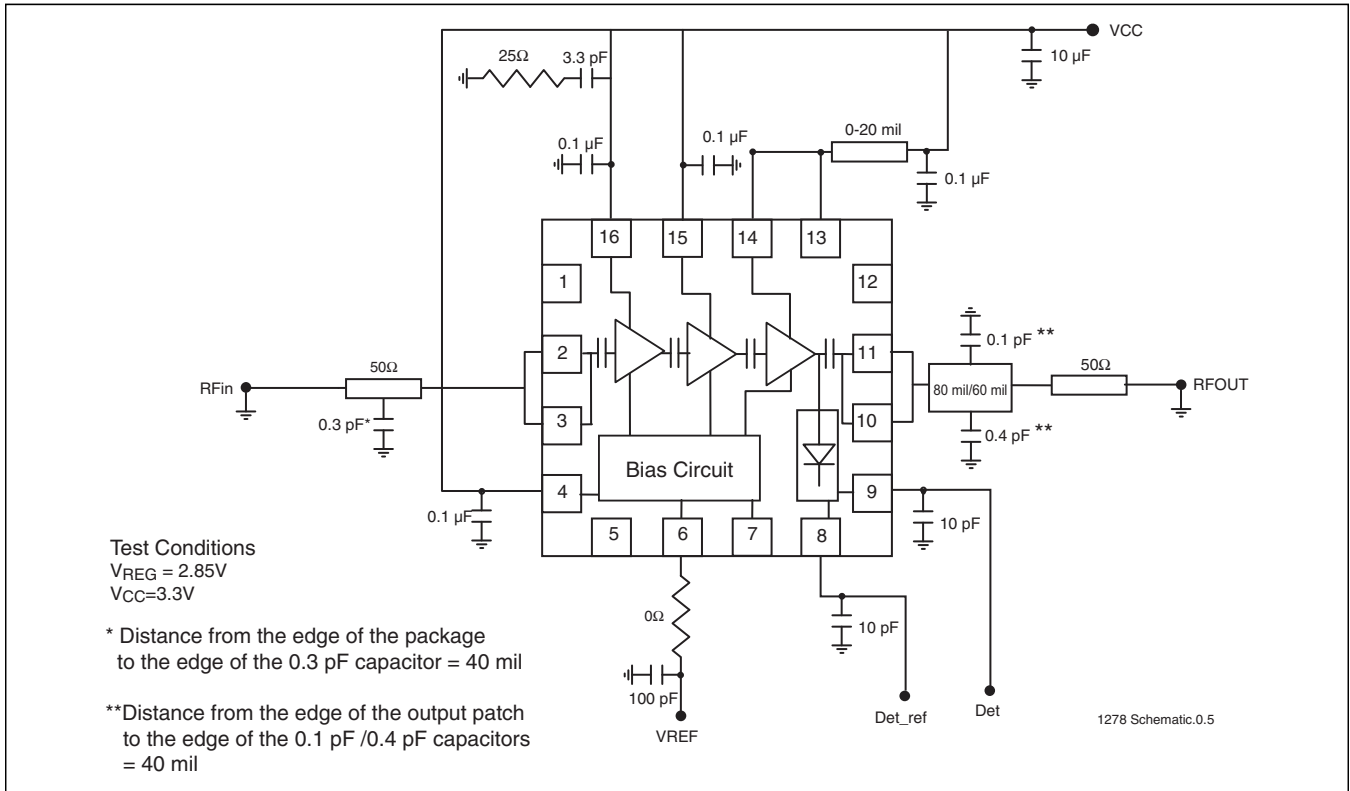 VCC
25Ω
3.3 pF
10 µF
0.1 µF
0.1 µF
0-20 mil
0.1 µF
16
15
14
13
1
12
2
11
0.1 pF **
50Ω
80 mil/60 mil
50Ω
RFin
RFOUT
3
10
0.3 pF*
0.4 pF **
Bias Circuit
4
9
0.1 µF
10 pF
5
6
7
8
Test Conditions
VREG = 2.85V
VCC=3.3V
0Ω
10 pF
* Distance from the edge of the package
to the edge of the 0.3 pF capacitor = 40 mil
100 pF
Det_ref
Det
1278 Schematic.0.5
VREF
**Distance from the edge of the output patch
to the edge of the 0.1 pF /0.4 pF capacitors
= 40 mil